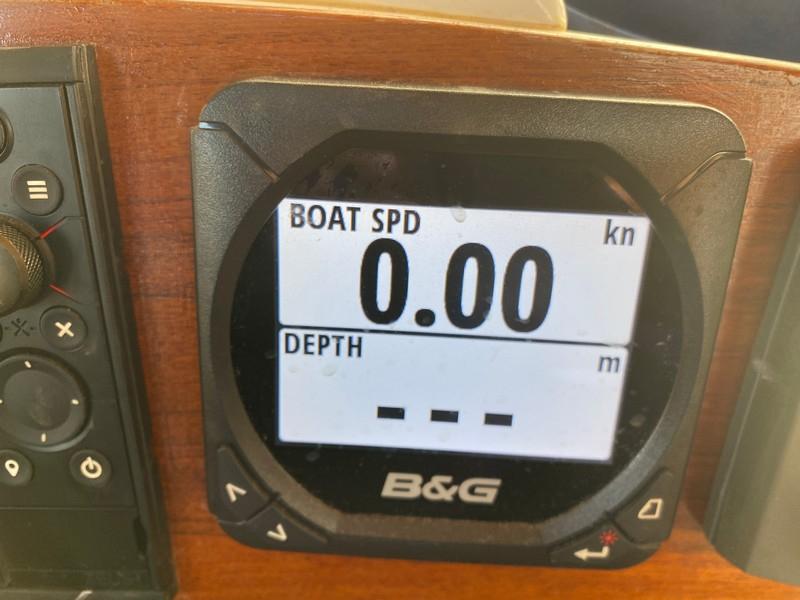 BOAT SPD kn
0.00
DEPTH m
- - -
B&G